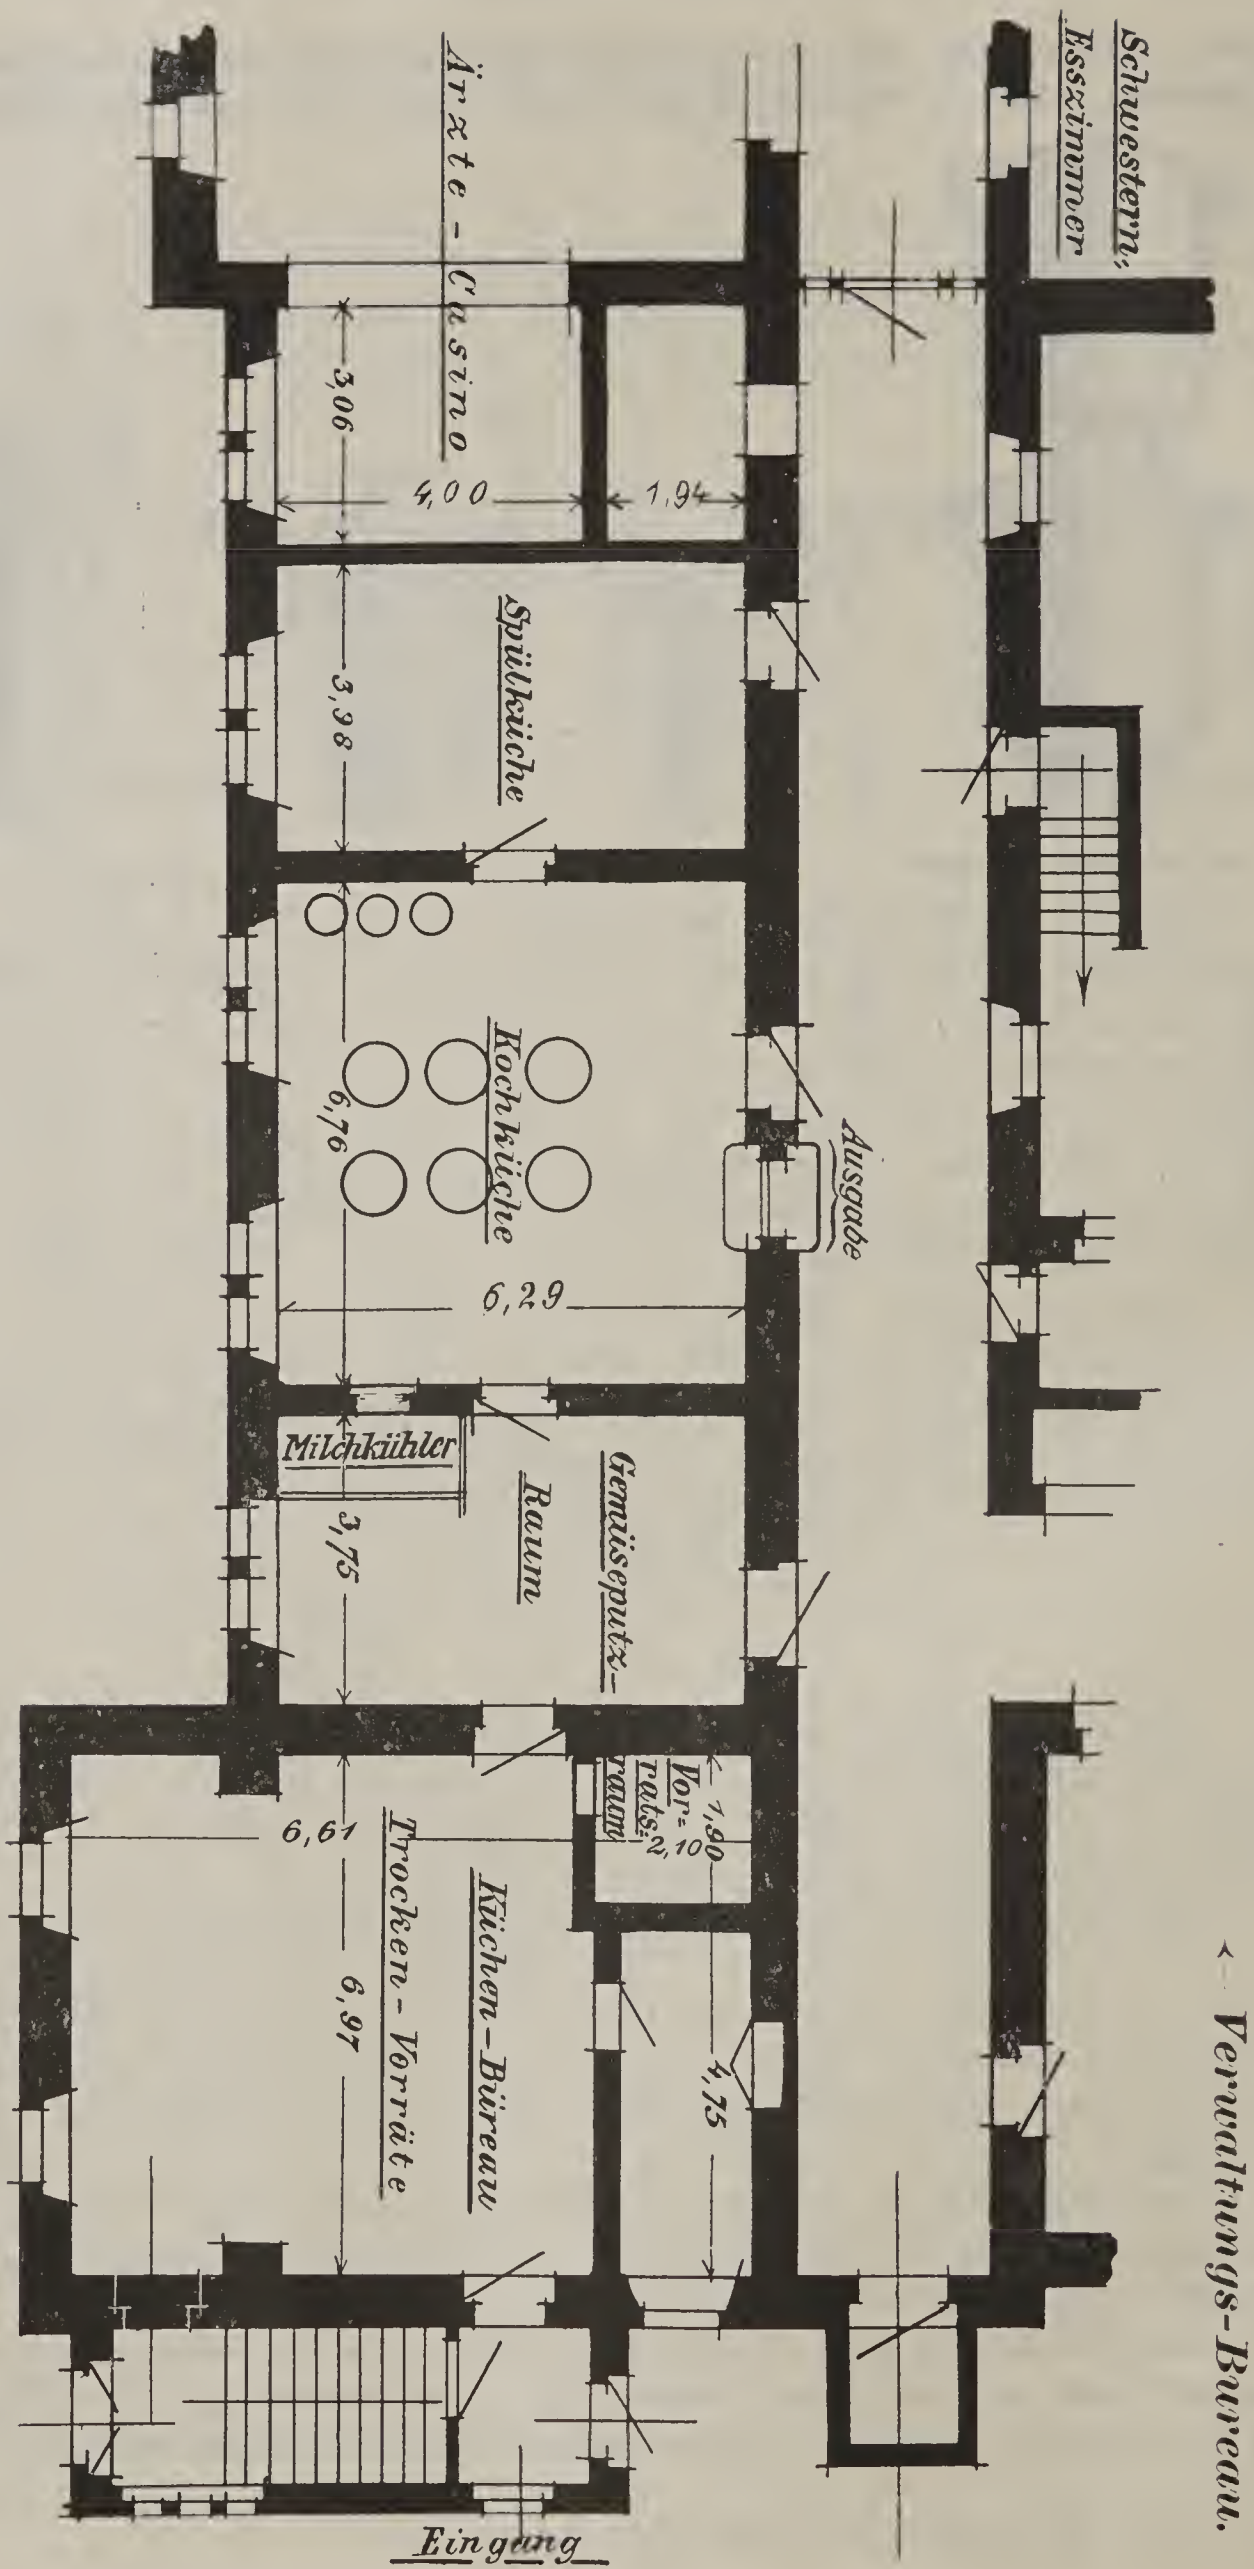 Schwestern„
Esszimmer
Ärzte - Casino
3,06
4,00
1,94
Spülküche
3,98
Kochküche
6,76
Ausgabe
6,29
Milchkühler
Gemüseputz-
Raum
3,75
Vor=
rats:
raum
1,90
2,10
6,61
Trocken-Vorräte
Küchen-Büreau
6,97
4,75
← Verwaltungs-Bureau.
Eingang